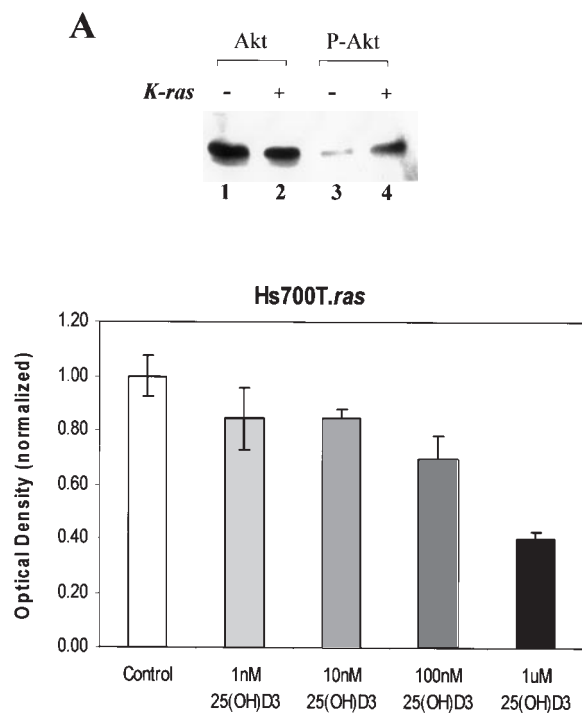 A
Akt P-Akt
K-ras - + - +
1 2 3 4
Hs700T.ras
Optical Density (normalized)
1.20
1.00
0.80
0.60
0.40
0.20
0.00
Control 1nM 10nM 100nM 1uM
25(OH)D3 25(OH)D3 25(OH)D3 25(OH)D3